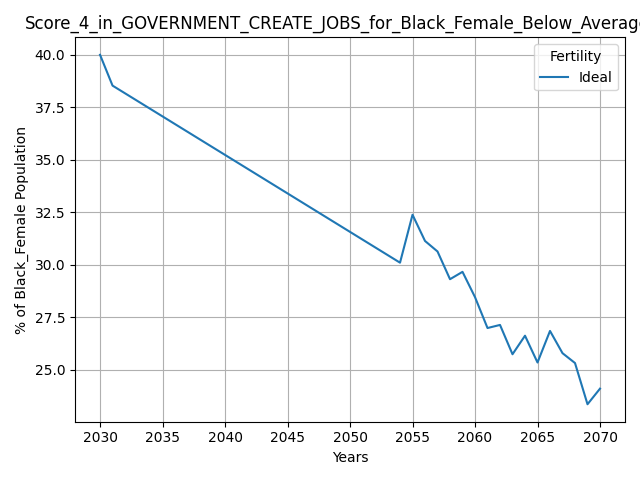 Score_4_in_GOVERNMENT_CREATE_JOBS_for_Black_Female_Below_Average
Fertility
Ideal
% of Black_Female Population
40.0
37.5
35.0
32.5
30.0
27.5
25.0
2030 2035 2040 2045 2050 2055 2060 2065 2070
Years